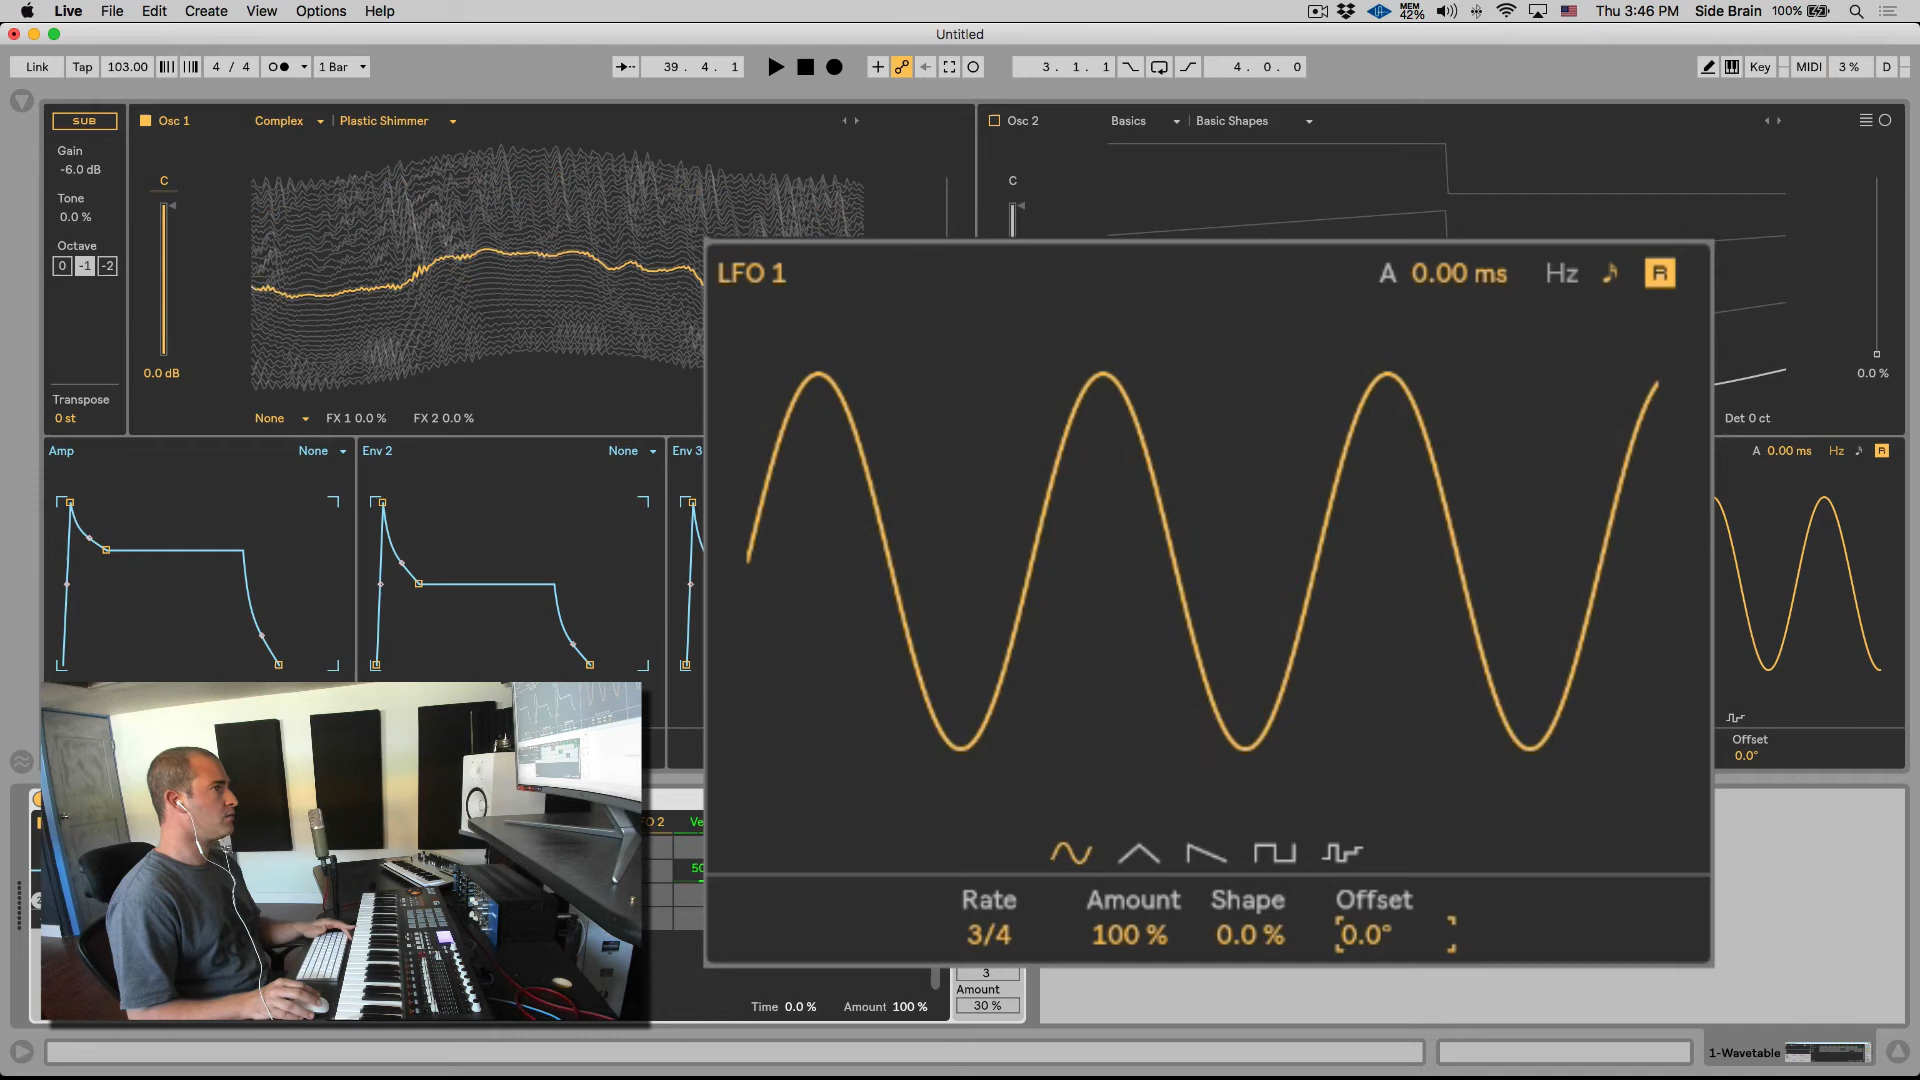 Live File Edit Create View Options Help
MEM 42% Thu 3:46 PM Side Brain 100%
Untitled
Link Tap 103.00 4 / 4 1 Bar 39 . 4 . 1 3 . 1 . 1 4 . 0 . 0 Key MIDI 3 % D
SUB Osc 1 Complex Plastic Shimmer Osc 2 Basics Basic Shapes
Gain
-6.0 dB
Tone
0.0 %
Octave
0 -1 -2
C
0.0 dB
C
0.0 %
Transpose
0 st
None FX 1 0.0 % FX 2 0.0 %
Det 0 ct
LFO 1 A 0.00 ms Hz R
Amp None Env 2 None Env 3
A 0.00 ms Hz R
Rate Amount Shape Offset
3/4 100 % 0.0 % 0.0°
Offset
0.0°
3
Amount
30 %
Time 0.0 % Amount 100 %
1-Wavetable